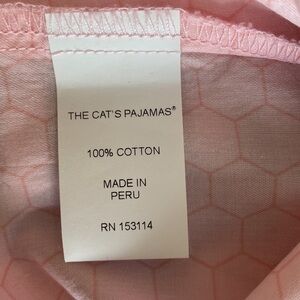 THE CAT'S PAJAMAS®
100% COTTON
MADE IN
PERU
RN 153114